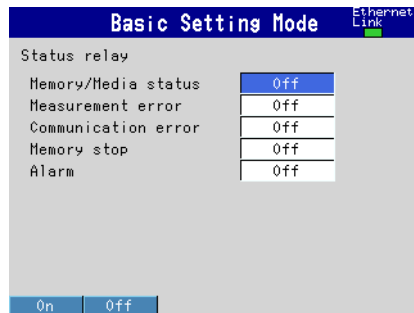 Basic Setting Mode
Ethernet
Link
Status relay
Memory/Media status Off
Measurement error Off
Communication error Off
Memory stop Off
Alarm Off
On Off